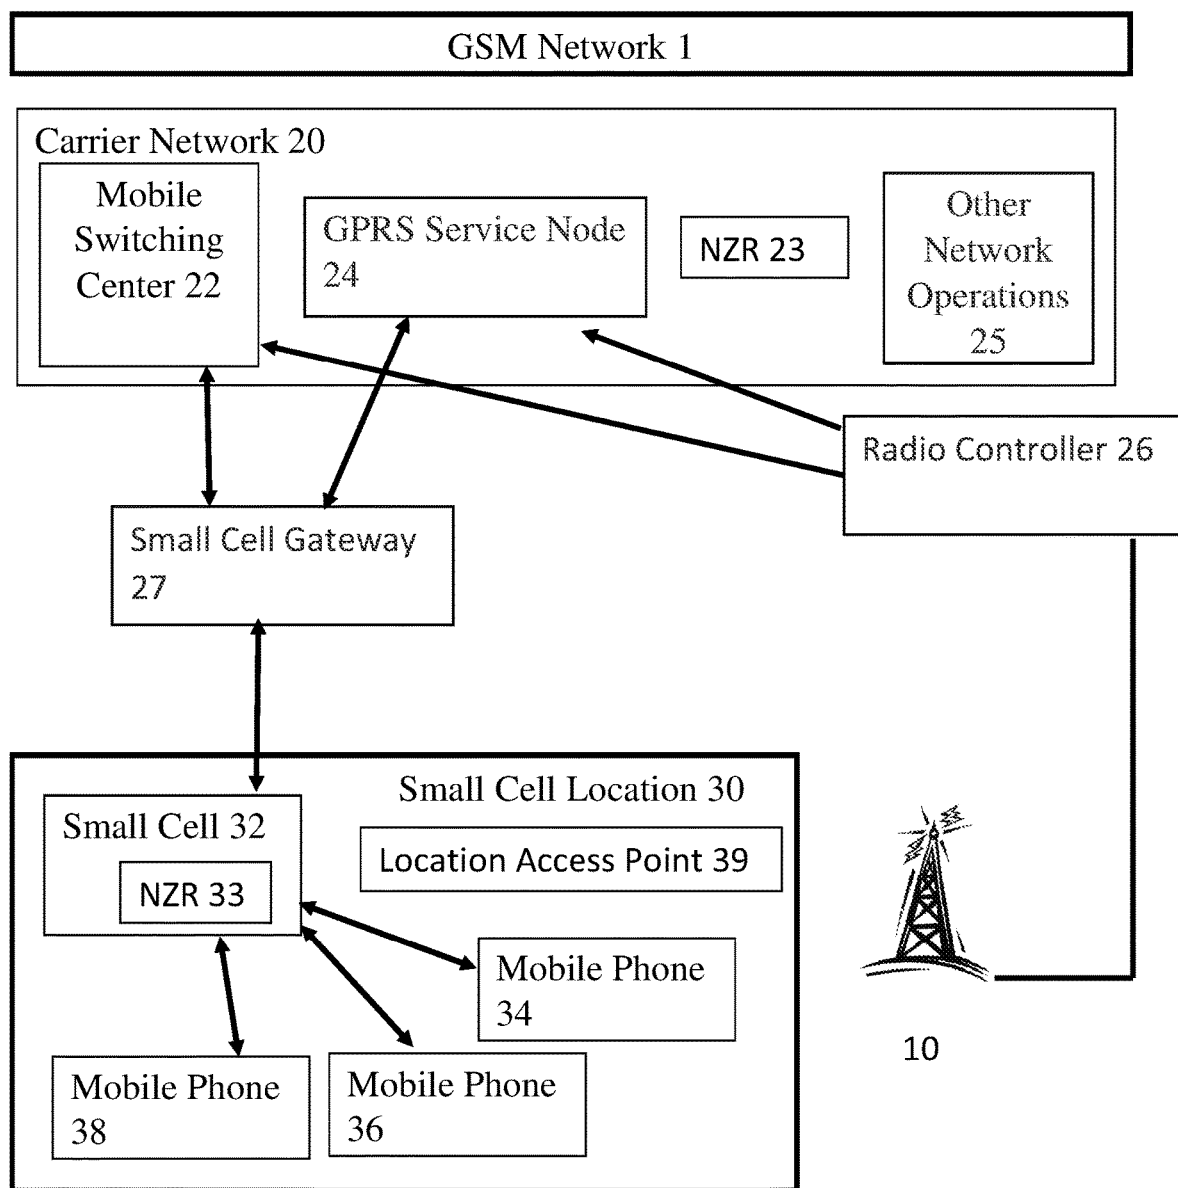 GSM Network 1
Carrier Network 20
Mobile
Switching
Center 22
GPRS Service Node
24
NZR 23
Other
Network
Operations
25
Radio Controller 26
Small Cell Gateway
27
Small Cell Location 30
Small Cell 32
NZR 33
Location Access Point 39
Mobile Phone
34
Mobile Phone
38
Mobile Phone
36
10